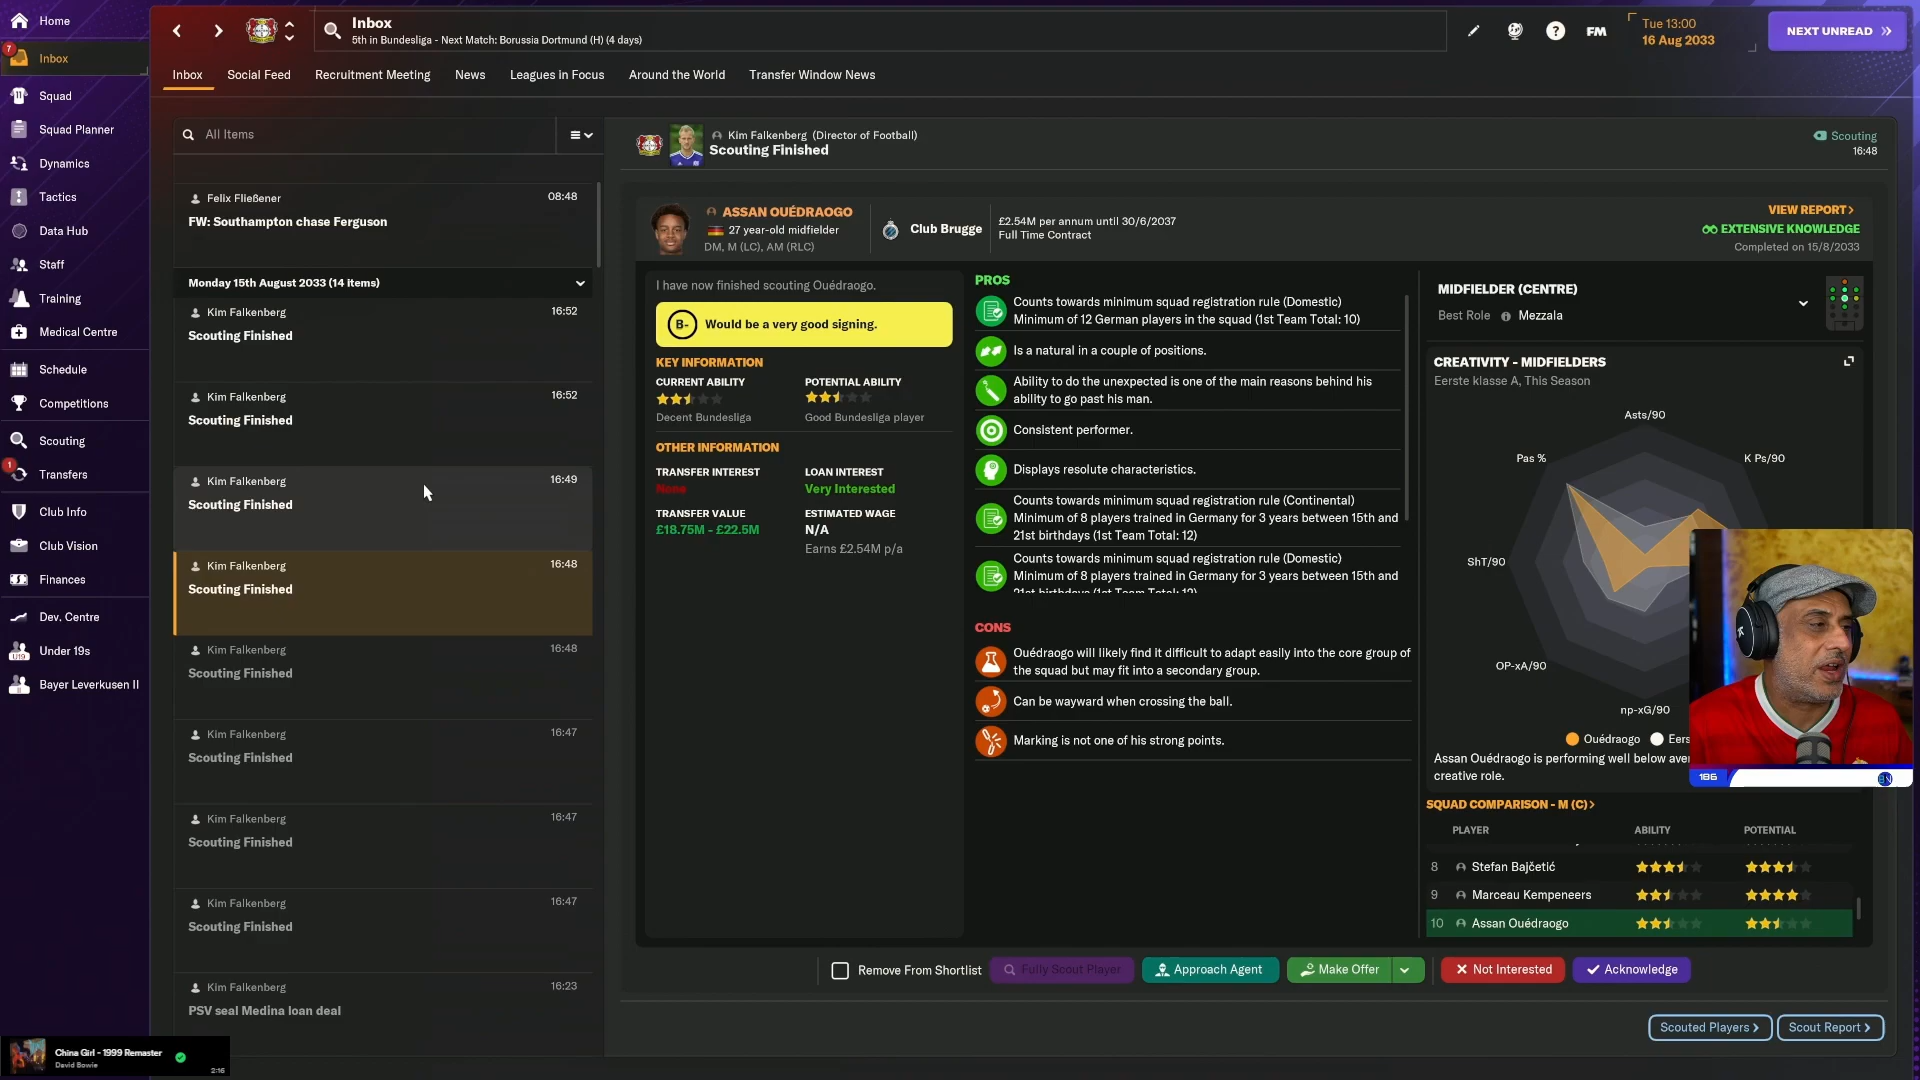 Home
7
Inbox
Squad
Squad Planner
Dynamics
Tactics
Data Hub
Staff
Training
Medical Centre
Schedule
Competitions
Scouting
1
Transfers
Club Info
Club Vision
Finances
Dev. Centre
Under 19s
Bayer Leverkusen II
China Girl - 1999 Remaster
David Bowie
2:16
Inbox
5th in Bundesliga - Next Match: Borussia Dortmund (H) (4 days)
FM
Tue 13:00
16 Aug 2033
NEXT UNREAD
Inbox Social Feed Recruitment Meeting News Leagues in Focus Around the World Transfer Window News
All Items
Felix Fließener 08:48
FW: Southampton chase Ferguson
Monday 15th August 2033 (14 items)
Kim Falkenberg 16:52
Scouting Finished
Kim Falkenberg 16:52
Scouting Finished
Kim Falkenberg 16:49
Scouting Finished
Kim Falkenberg 16:48
Scouting Finished
Kim Falkenberg 16:48
Scouting Finished
Kim Falkenberg 16:47
Scouting Finished
Kim Falkenberg 16:47
Scouting Finished
Kim Falkenberg 16:47
Scouting Finished
Kim Falkenberg 16:23
PSV seal Medina loan deal
Kim Falkenberg (Director of Football)
Scouting Finished
Scouting
16:48
ASSAN OUÉDRAOGO
27 year-old midfielder
DM, M (LC), AM (RLC)
Club Brugge
£2.54M per annum until 30/6/2037
Full Time Contract
VIEW REPORT>
EXTENSIVE KNOWLEDGE
Completed on 15/8/2033
I have now finished scouting Ouédraogo.
B- Would be a very good signing.
KEY INFORMATION
CURRENT ABILITY POTENTIAL ABILITY
Decent Bundesliga Good Bundesliga player
OTHER INFORMATION
TRANSFER INTEREST LOAN INTEREST
None Very Interested
TRANSFER VALUE ESTIMATED WAGE
£18.75M - £22.5M N/A
Earns £2.54M p/a
PROS
Counts towards minimum squad registration rule (Domestic)
Minimum of 12 German players in the squad (1st Team Total: 10)
Is a natural in a couple of positions.
Ability to do the unexpected is one of the main reasons behind his
ability to go past his man.
Consistent performer.
Displays resolute characteristics.
Counts towards minimum squad registration rule (Continental)
Minimum of 8 players trained in Germany for 3 years between 15th and
21st birthdays (1st Team Total: 12)
Counts towards minimum squad registration rule (Domestic)
Minimum of 8 players trained in Germany for 3 years between 15th and
21st birthdays (1st Team Total: 12)
CONS
Ouédraogo will likely find it difficult to adapt easily into the core group of
the squad but may fit into a secondary group.
Can be wayward when crossing the ball.
Marking is not one of his strong points.
MIDFIELDER (CENTRE)
Best Role Mezzala
CREATIVITY - MIDFIELDERS
Eerste klasse A, This Season
Asts/90
Pas %
K Ps/90
ShT/90
OP-xA/90
np-xG/90
Ouédraogo Eers
Assan Ouédraogo is performing well below aver
creative role.
186
SQUAD COMPARISON - M (C)>
PLAYER ABILITY POTENTIAL
8 Stefan Bajčetić
9 Marceau Kempeneers
10 Assan Ouédraogo
Remove From Shortlist
Fully Scout Player
Approach Agent
Make Offer
Not Interested
Acknowledge
Scouted Players >
Scout Report >